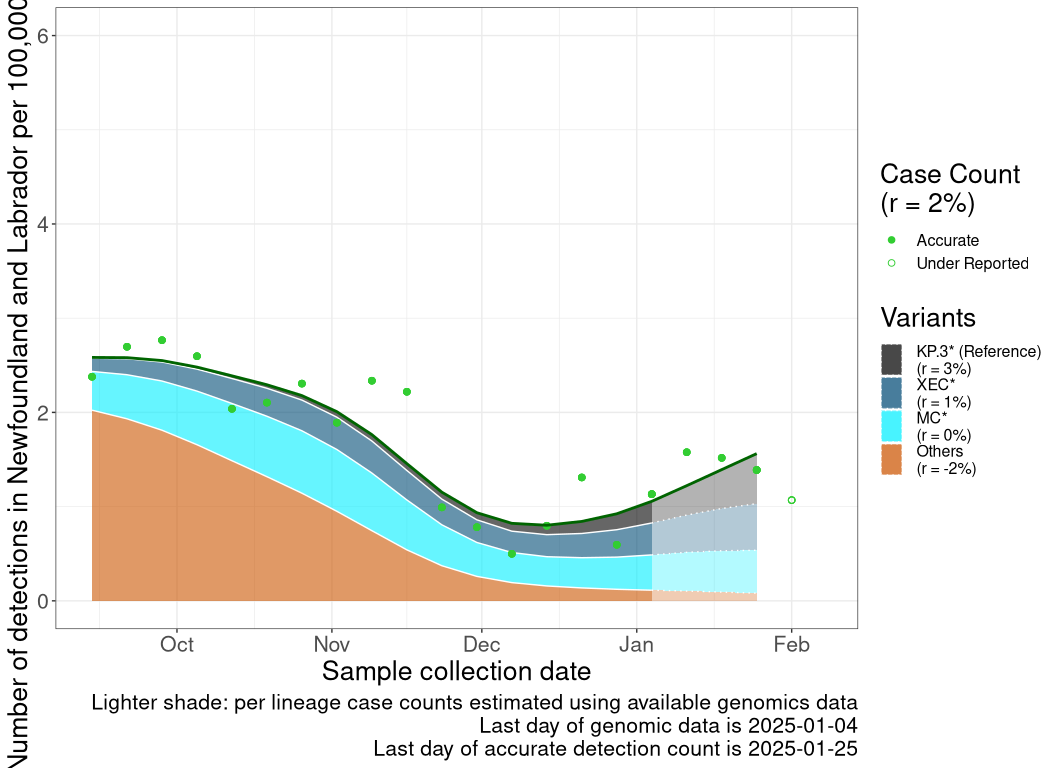 Number of detections in Newfoundland and Labrador per 100,000
6
4
2
0
Oct
Nov
Dec
Jan
Feb
Sample collection date
Lighter shade: per lineage case counts estimated using available genomics data
Last day of genomic data is 2025-01-04
Last day of accurate detection count is 2025-01-25
Case Count
(r = 2%)
Accurate
Under Reported
Variants
KP.3* (Reference)
(r = 3%)
XEC*
(r = 1%)
MC*
(r = 0%)
Others
(r = -2%)